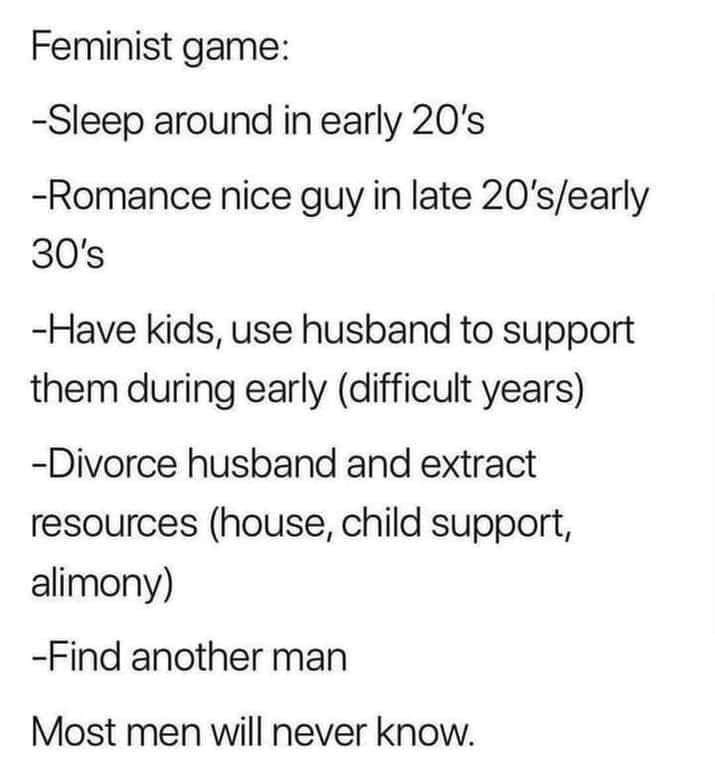 Feminist game:
-Sleep around in early 20's
-Romance nice guy in late 20's/early
30's
-Have kids, use husband to support
them during early (difficult years)
-Divorce husband and extract
resources (house, child support,
alimony)
-Find another man
Most men will never know.